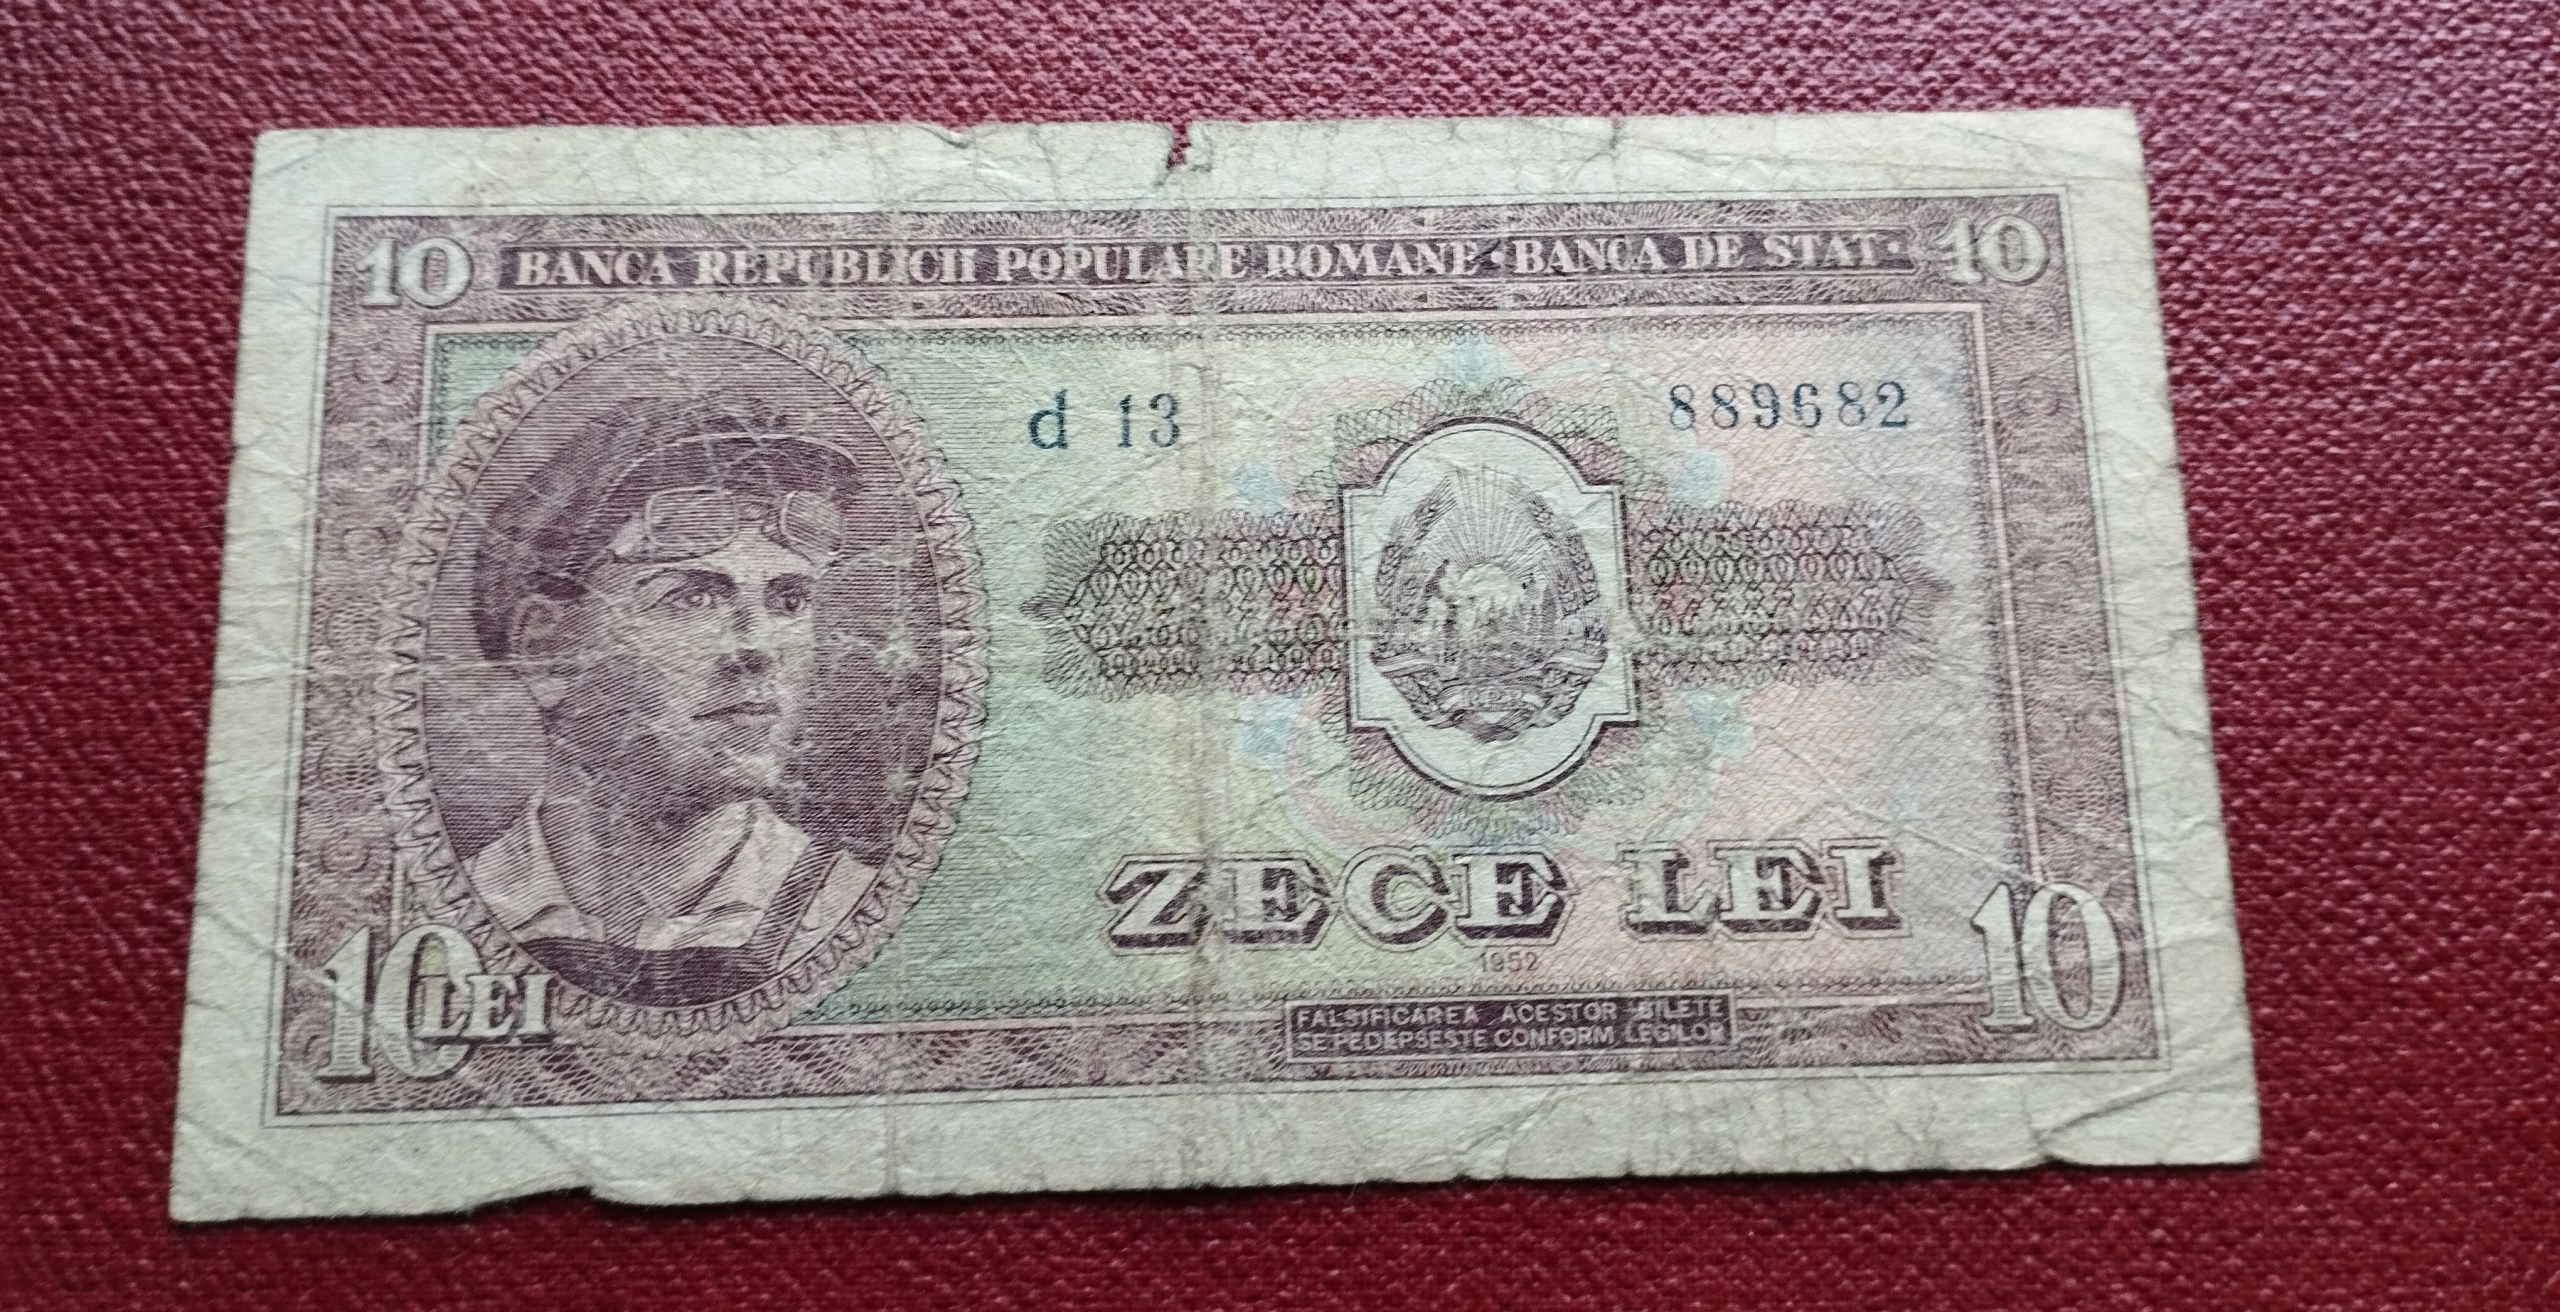 10 BANCA REPUBLICII POPULARE ROMANE • BANCA DE STAT • 10
d 13 889682
ZECE LEI
1952
10 LEI
10
FALSIFICAREA ACESTOR BILETE
SE PEDEPSESTE CONFORM LEGILOR